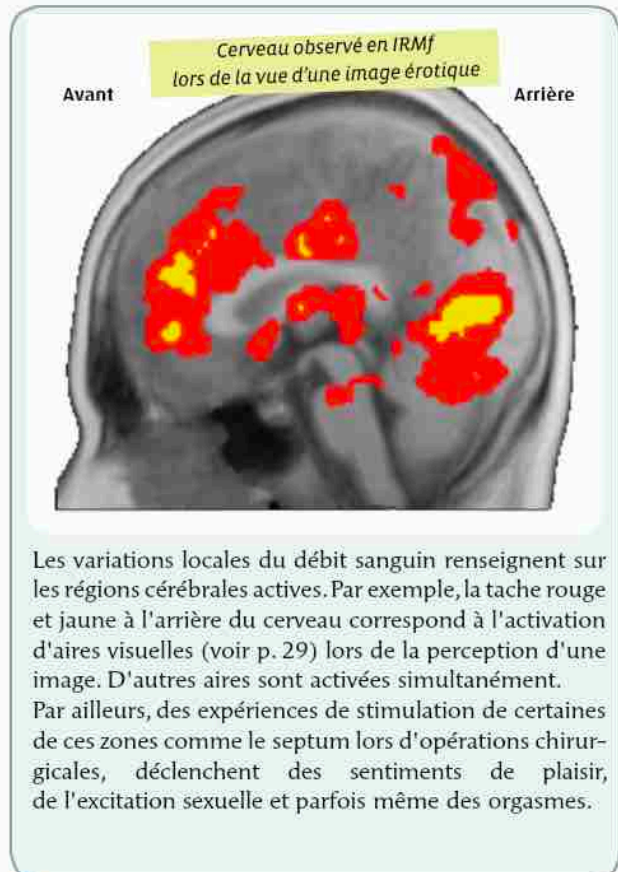 Cerveau observé en IRMf
lors de la vue d'une image érotique
Avant
Arrière
Les variations locales du débit sanguin renseignent sur
les régions cérébrales actives. Par exemple, la tache rouge
et jaune à l'arrière du cerveau correspond à l'activation
d'aires visuelles (voir p. 29) lors de la perception d'une
image. D'autres aires sont activées simultanément.
Par ailleurs, des expériences de stimulation de certaines
de ces zones comme le septum lors d'opérations chirur-
gicales, déclenchent des sentiments de plaisir,
de l'excitation sexuelle et parfois même des orgasmes.